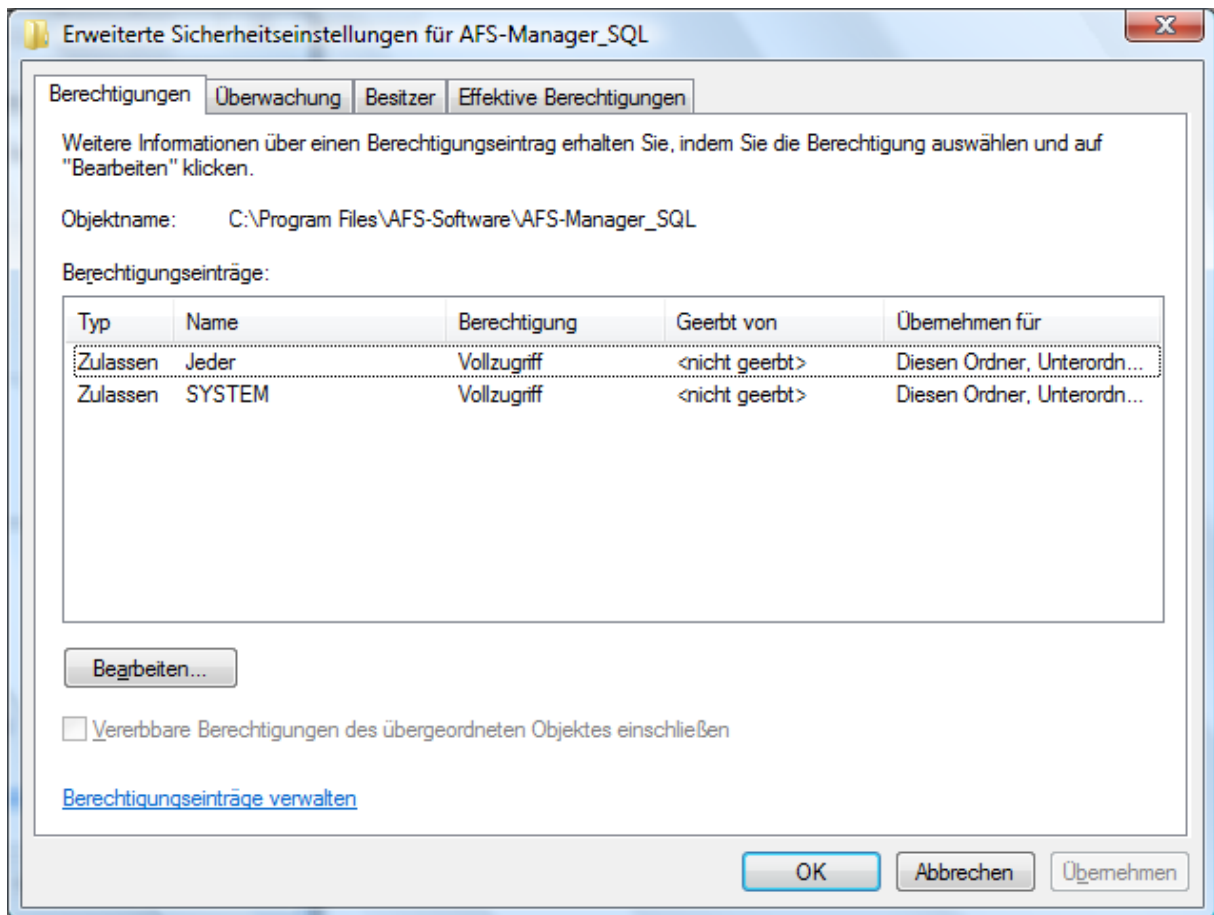 Erweiterte Sicherheitseinstellungen für AFS-Manager_SQL
Berechtigungen Überwachung Besitzer Effektive Berechtigungen
Weitere Informationen über einen Berechtigungseintrag erhalten Sie, indem Sie die Berechtigung auswählen und auf
"Bearbeiten" klicken.
Objektname: C:\Program Files\AFS-Software\AFS-Manager_SQL
Berechtigungseinträge:
Typ Name Berechtigung Geerbt von Übernehmen für
Zulassen Jeder Vollzugriff <nicht geerbt> Diesen Ordner, Unterordn...
Zulassen SYSTEM Vollzugriff <nicht geerbt> Diesen Ordner, Unterordn...
Bearbeiten...
Vererbbare Berechtigungen des übergeordneten Objektes einschließen
Berechtigungseinträge verwalten
OK Abbrechen Übernehmen